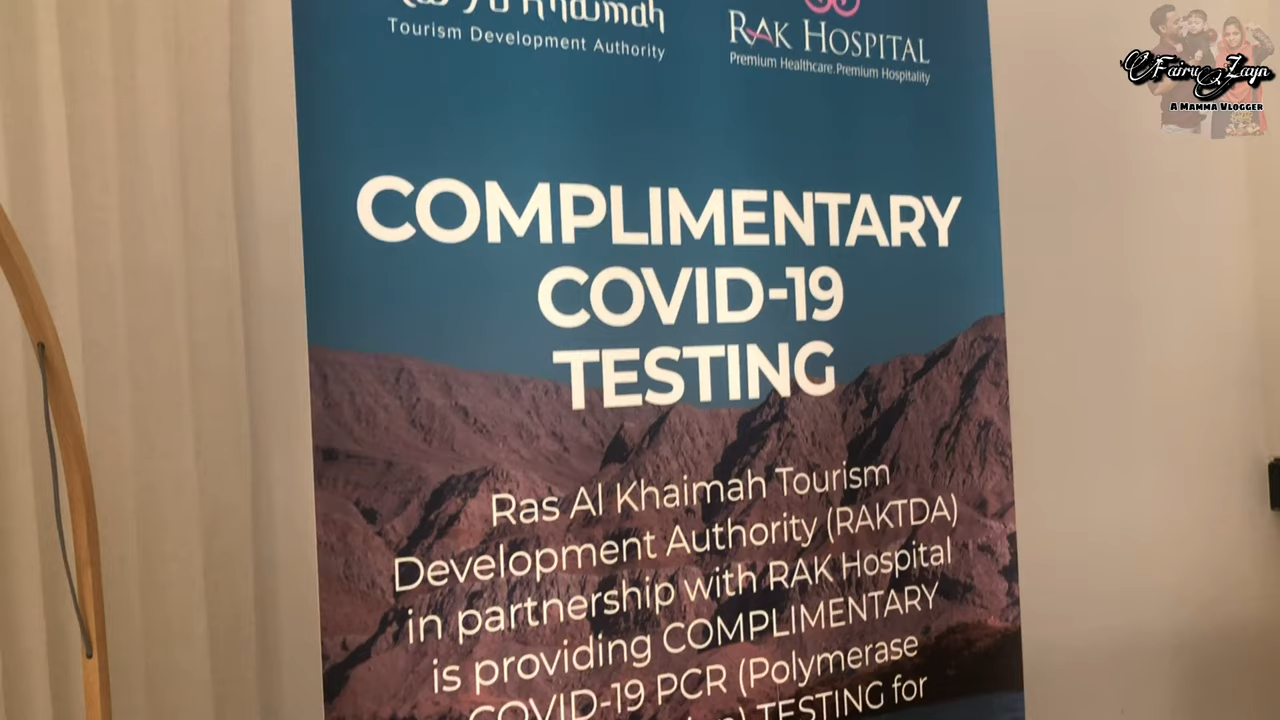 Tourism Development Authority
RAK HOSPITAL
Premium Healthcare.Premium Hospitality
Fairy Zayn
A MAMMA VLOGGER
COMPLIMENTARY
COVID-19
TESTING
Ras Al Khaimah Tourism
Development Authority (RAKTDA)
in partnership with RAK Hospital
is providing COMPLIMENTARY
COVID-19 PCR (Polymerase
TESTING for